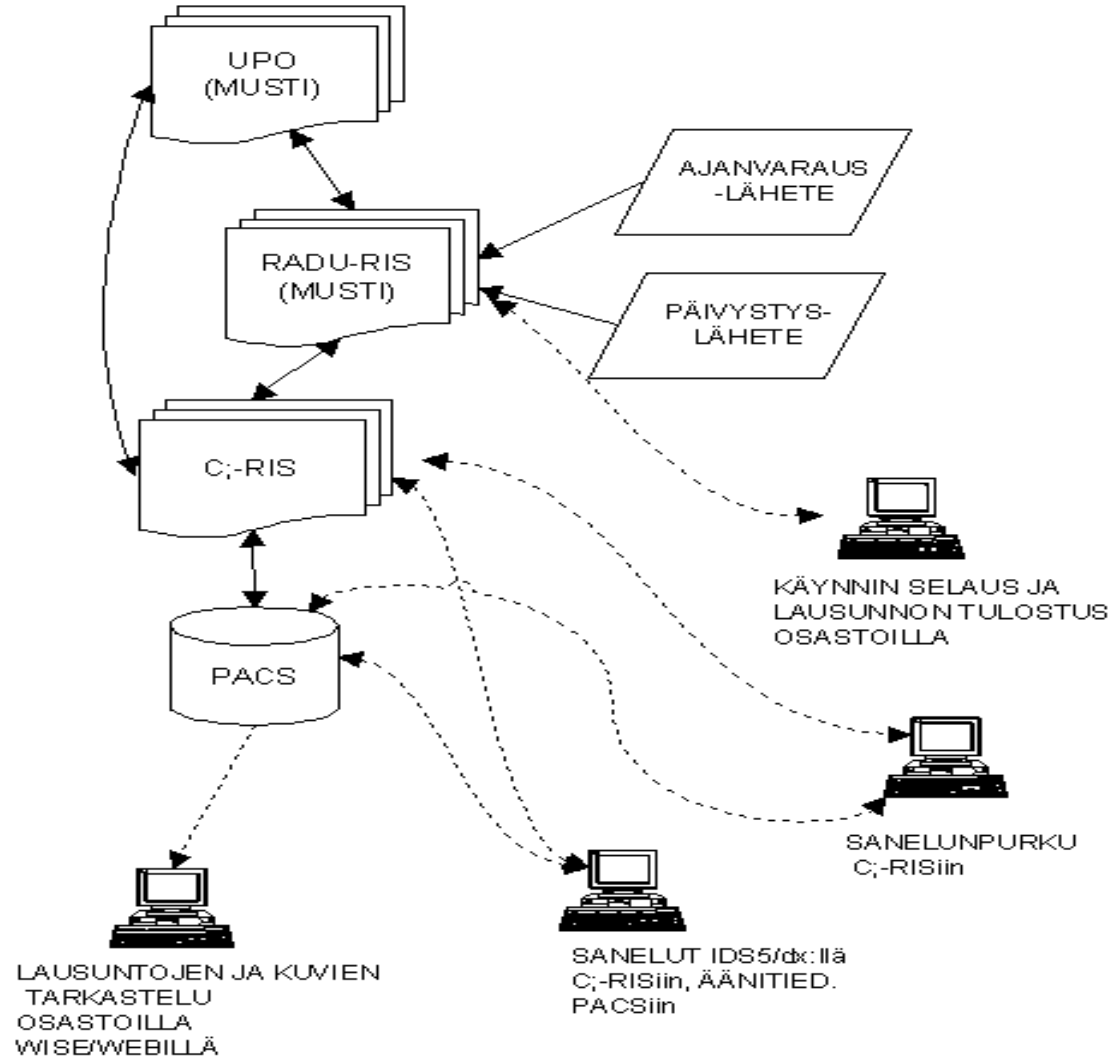 UPO
(MUSTI)
AJANVARAUS
-LÄHETE
RADU-RIS
(MUSTI)
PÄIVYSTYS-
LÄHETE
C;-RIS
KÄYNNIN SELAUS JA
LAUSUNNON TULOSTUS
OSASTOILLA
PACS
SANELUNPURKU
C;-RISiin
SANELUT IDS5/dx:llä
C;-RISiin, ÄÄNITIED.
PACSiin
LAUSUNTOJEN JA KUVIEN
TARKASTELU
OSASTOILLA
WISE/WEBILLÄ